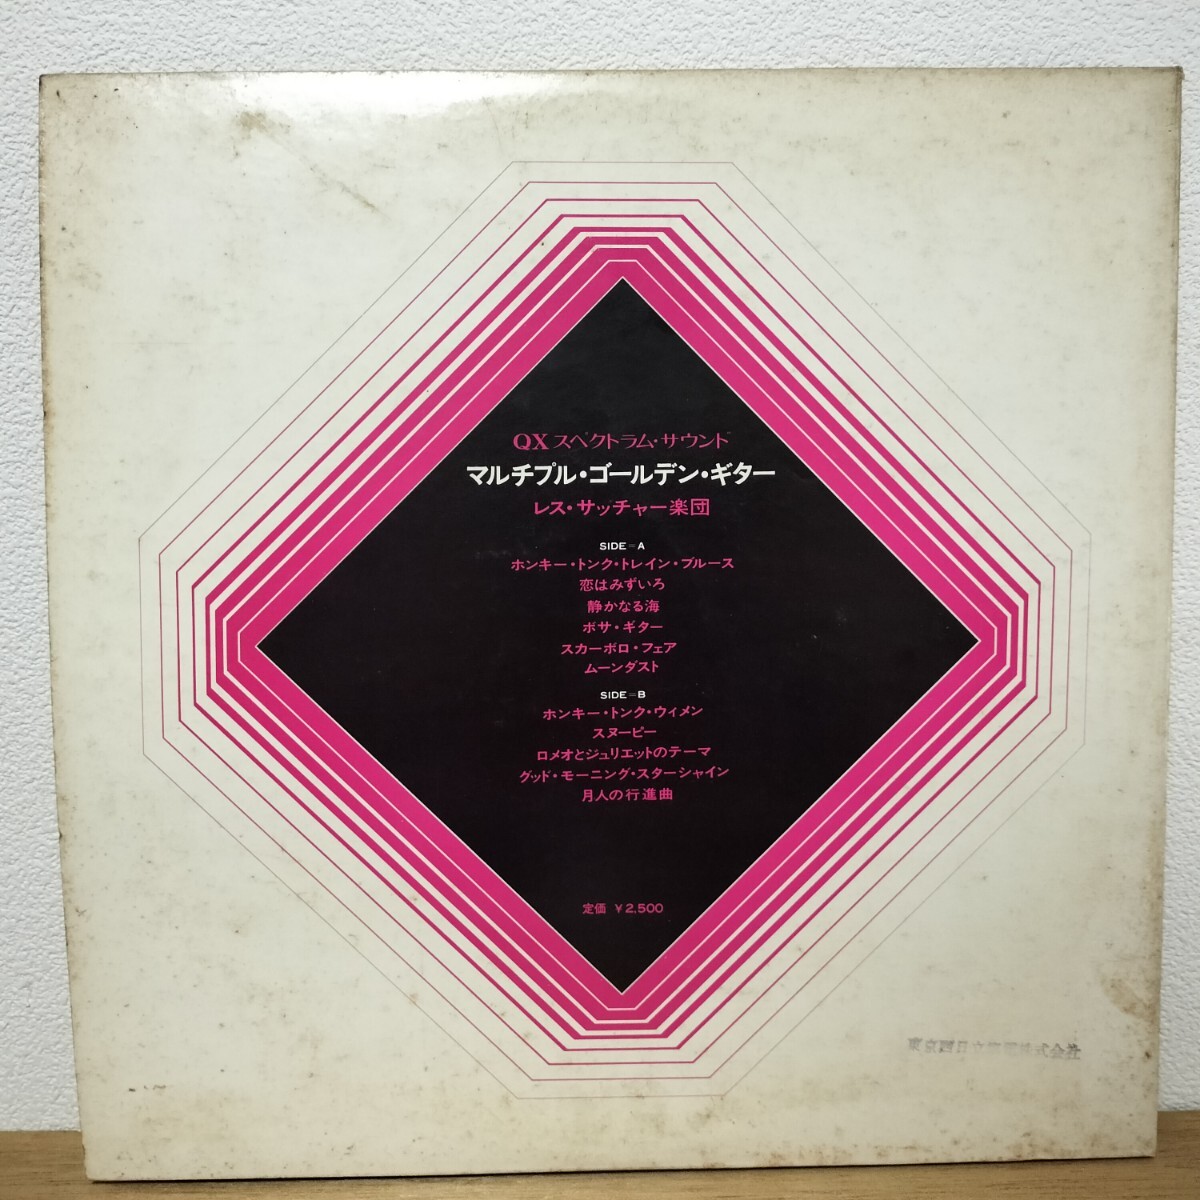 QX スペクトラム・サウンド
マルチプル・ゴールデン・ギター
レス・サッチャー楽団
SIDE=A
ホンキー・トンク・トレイン・ブルース
恋はみずいろ
静かなる海
ボサ・ギター
スカーボロ・フェア
ムーンダスト
SIDE=B
ホンキー・トンク・ウィメン
スヌーピー
ロメオとジュリエットのテーマ
グッド・モーニング・スターシャイン
月人の行進曲
定価 ¥2,500
東京西日立 株式会社